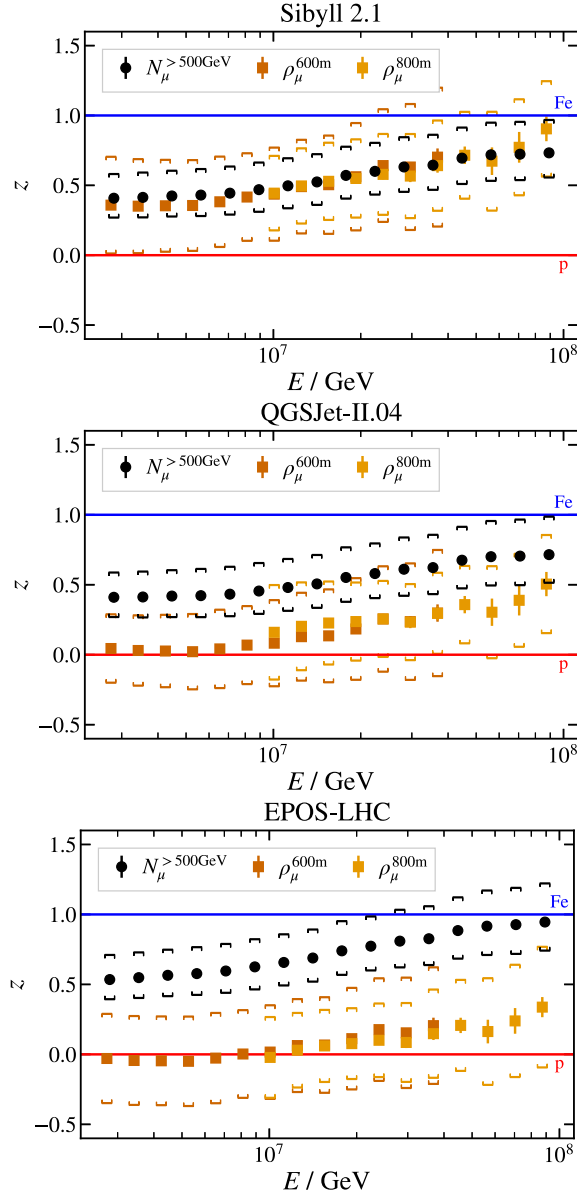 Sibyll 2.1
1.5
N_μ^{>500GeV} ρ_μ^{600m} ρ_μ^{800m}
1.0
Fe
z
0.5
0.0
p
−0.5
10^7 10^8
E / GeV
QGSJet-II.04
1.5
N_μ^{>500GeV} ρ_μ^{600m} ρ_μ^{800m}
1.0
Fe
z
0.5
0.0
p
−0.5
10^7 10^8
E / GeV
EPOS-LHC
1.5
N_μ^{>500GeV} ρ_μ^{600m} ρ_μ^{800m}
1.0
Fe
z
0.5
0.0
p
−0.5
10^7 10^8
E / GeV